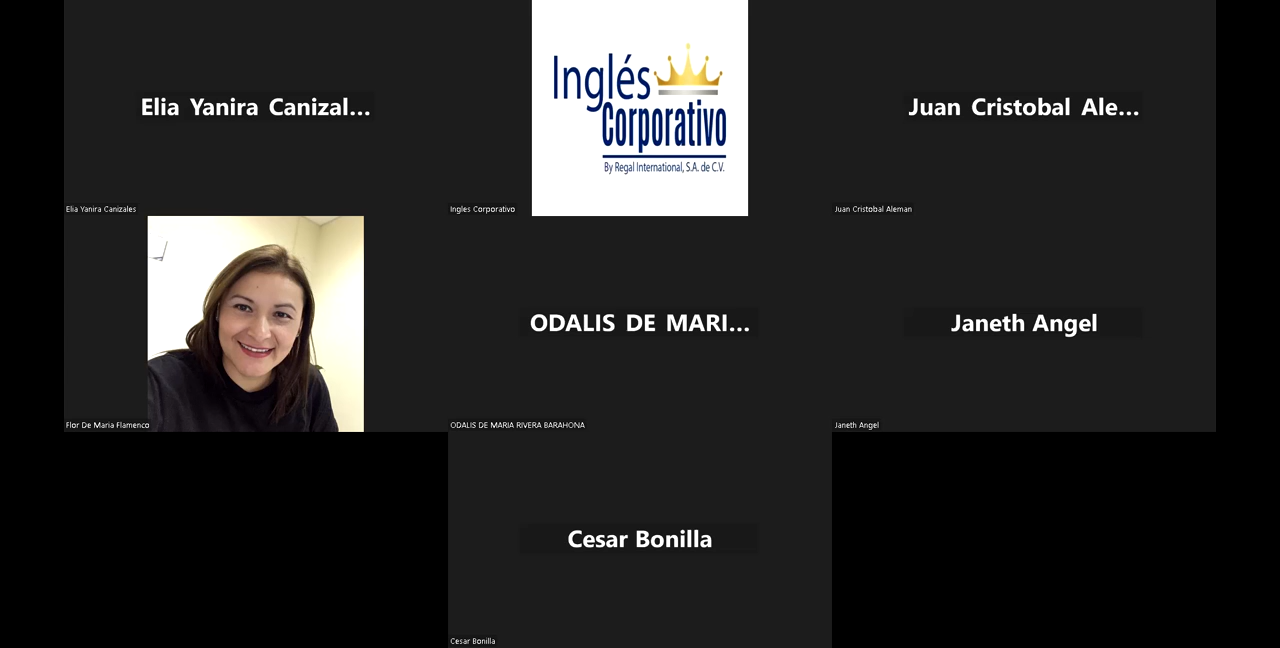 Elia Yanira Canizal...
Elia Yanira Canizales
Inglés
Corporativo
By Regal International, S.A. de C.V.
Ingles Corporativo
Juan Cristobal Ale...
Juan Cristobal Aleman
Flor De Maria Flamenco
ODALIS DE MARI...
ODALIS DE MARIA RIVERA BARAHONA
Janeth Angel
Janeth Angel
Cesar Bonilla
Cesar Bonilla